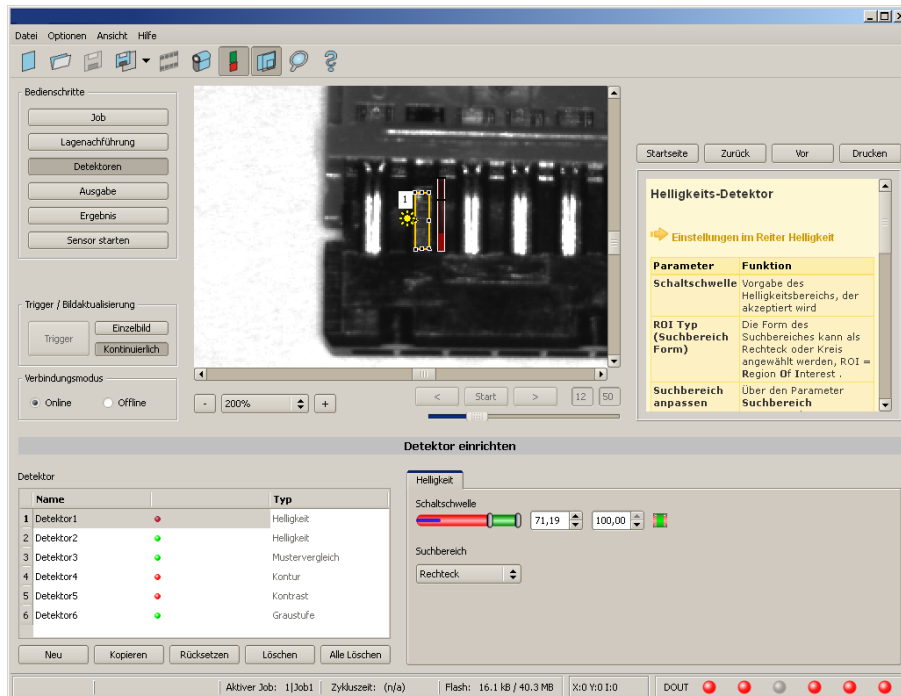 Datei Optionen Ansicht Hilfe
Bedienschritte
Job
Lagenachführung
Detektoren
Ausgabe
Ergebnis
Sensor starten
Trigger / Bildaktualisierung
Trigger
Einzelbild
Kontinuierlich
Verbindungsmodus
Online Offline
1
- 200% +
< Start > 12 50
Startseite Zurück Vor Drucken
Helligkeits-Detektor
Einstellungen im Reiter Helligkeit
Parameter Funktion
Schaltschwelle Vorgabe des
Helligkeitsbereichs, der
akzeptiert wird
ROI Typ Die Form des
(Suchbereich Suchbereiches kann als
Form) Rechteck oder Kreis
angewählt werden, ROI =
Region Of Interest .
Suchbereich Über den Parameter
anpassen Suchbereich
Detektor einrichten
Detektor
Name Typ
1 Detektor1 Helligkeit
2 Detektor2 Helligkeit
3 Detektor3 Mustervergleich
4 Detektor4 Kontur
5 Detektor5 Kontrast
6 Detektor6 Graustufe
Neu Kopieren Rücksetzen Löschen Alle Löschen
Helligkeit
Schaltschwelle
71,19 100,00
Suchbereich
Rechteck
Aktiver Job: 1|Job1 Zykluszeit: (n/a) Flash: 16.1 kB / 40.3 MB X:0 Y:0 I:0 DOUT